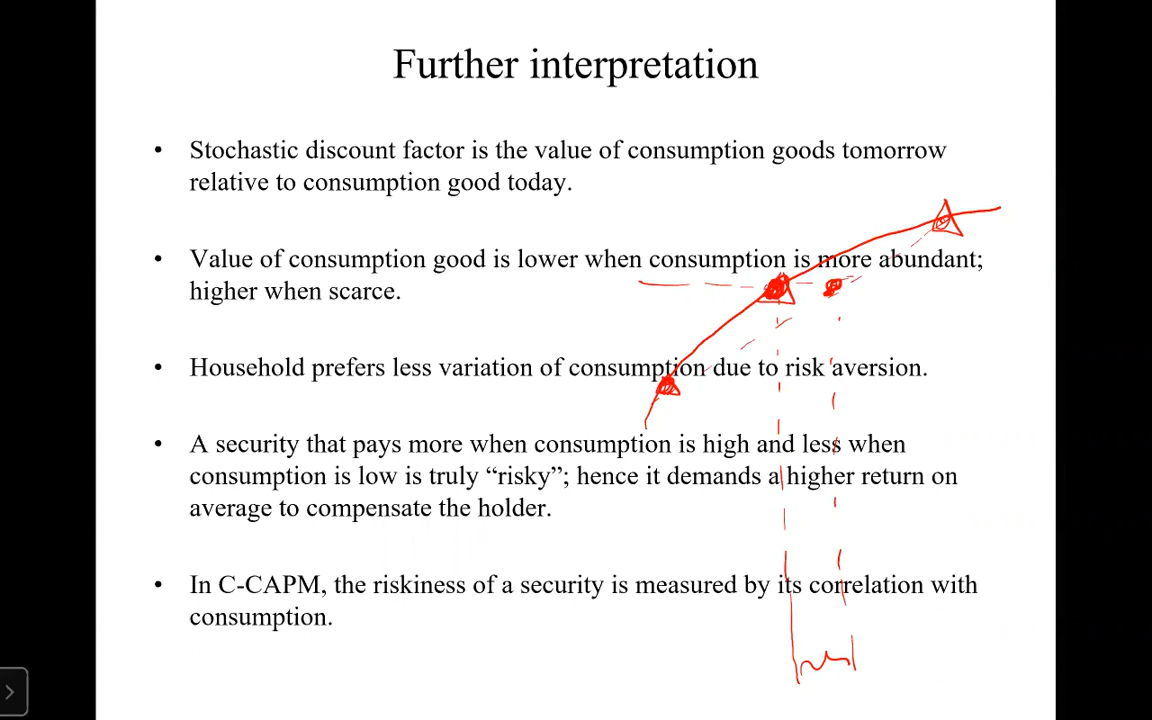 Further interpretation
• Stochastic discount factor is the value of consumption goods tomorrow
relative to consumption good today.
• Value of consumption good is lower when consumption is more abundant;
higher when scarce.
• Household prefers less variation of consumption due to risk aversion.
• A security that pays more when consumption is high and less when
consumption is low is truly “risky”; hence it demands a higher return on
average to compensate the holder.
• In C-CAPM, the riskiness of a security is measured by its correlation with
consumption.